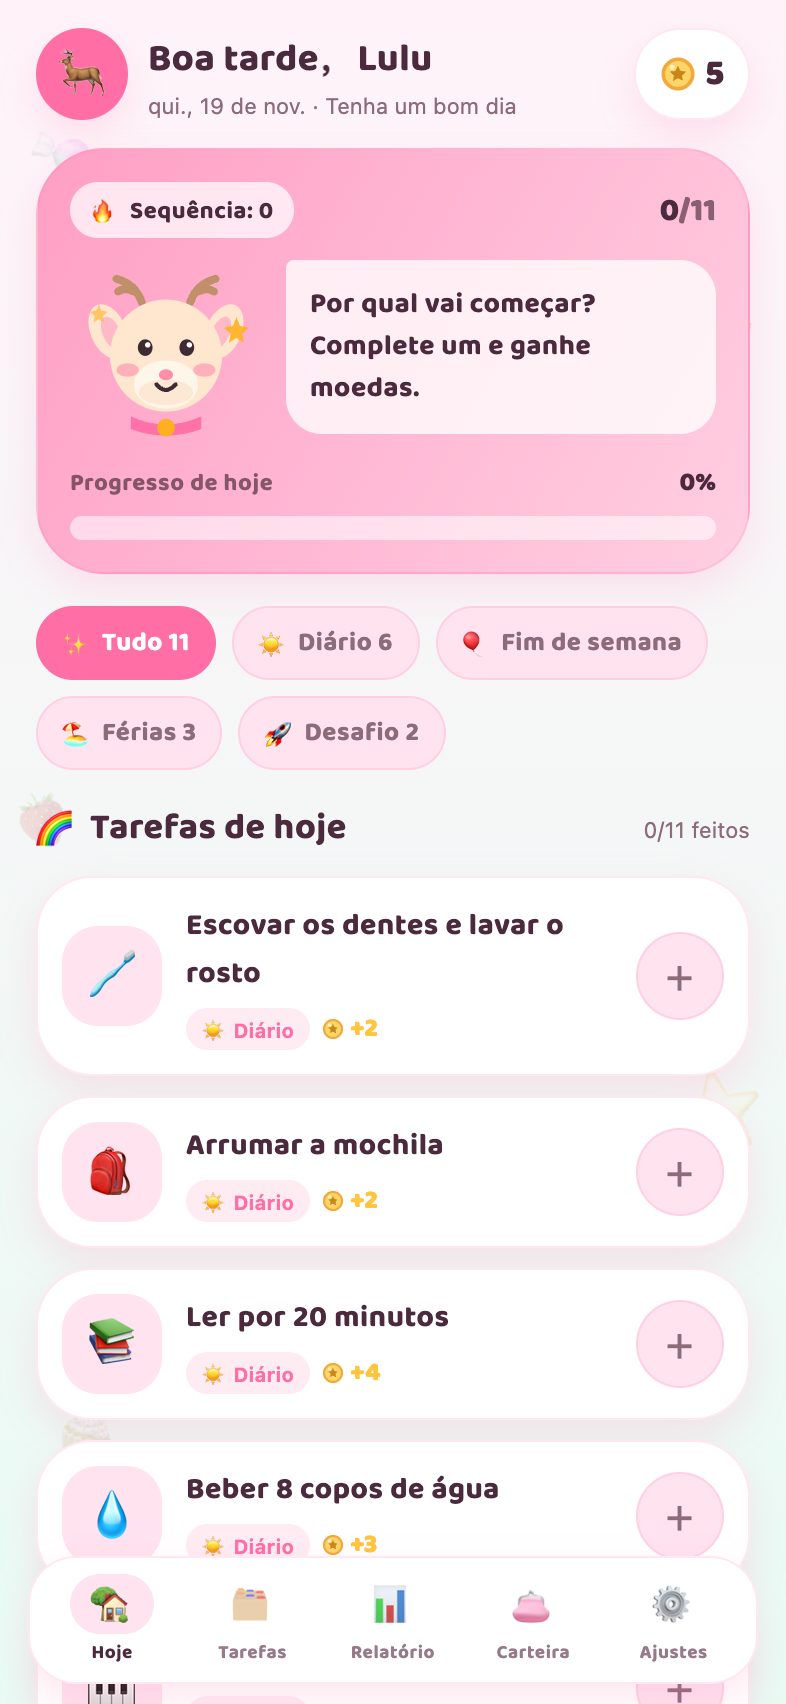 Boa tarde, Lulu
qui., 19 de nov. · Tenha um bom dia
5
Sequência: 0
0/11
Por qual vai começar?
Complete um e ganhe
moedas.
Progresso de hoje
0%
Tudo 11
Diário 6
Fim de semana
Férias 3
Desafio 2
Tarefas de hoje
0/11 feitos
Escovar os dentes e lavar o
rosto
Diário
+2
Arrumar a mochila
Diário
+2
Ler por 20 minutos
Diário
+4
Beber 8 copos de água
Diário
+3
Hoje
Tarefas
Relatório
Carteira
Ajustes